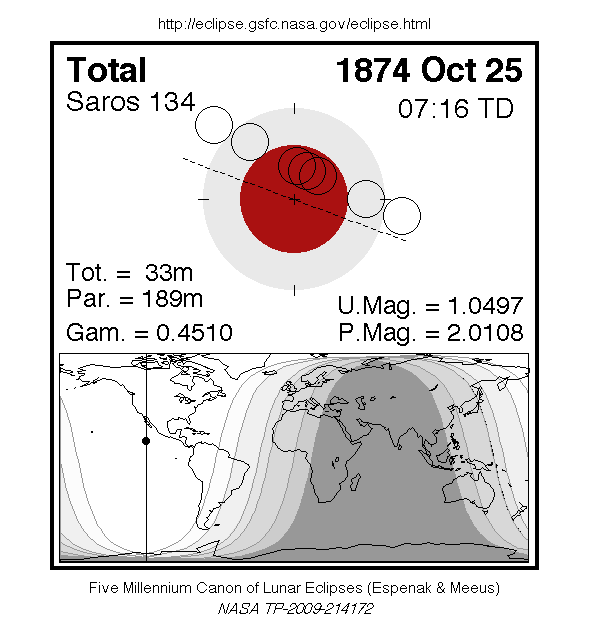 http://eclipse.gsfc.nasa.gov/eclipse.html
Total 1874 Oct 25
Saros 134 07:16 TD
Tot. = 33m
Par. = 189m
Gam. = 0.4510
U.Mag. = 1.0497
P.Mag. = 2.0108
Five Millennium Canon of Lunar Eclipses (Espenak & Meeus)
NASA TP-2009-214172